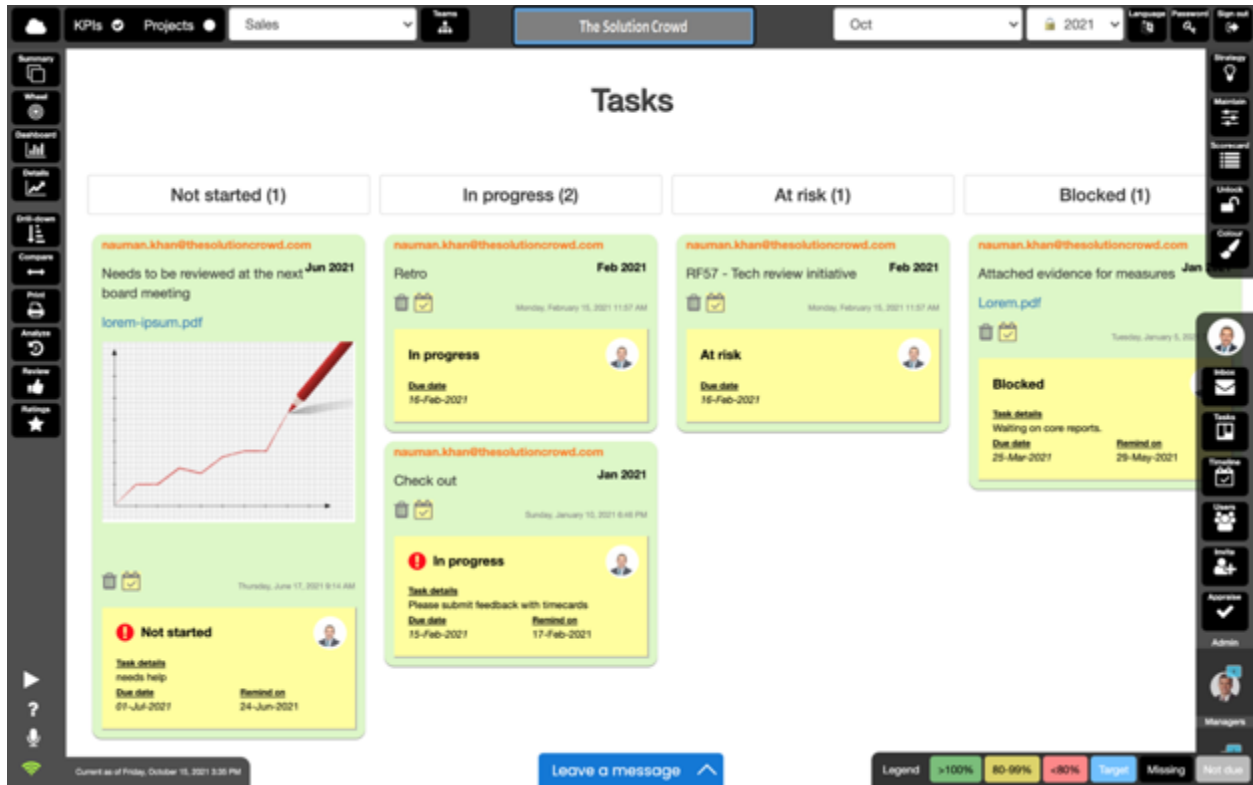 KPIs
Projects
Sales
Teams
The Solution Crowd
Oct
2021
Language
Password
Sign out
Summary
Wheel
Dashboard
Details
Drill-down
Compare
Print
Analyze
Review
Ratings
Tasks
Not started (1)
nauman.khan@thesolutioncrowd.com
Needs to be reviewed at the next Jun 2021
board meeting
lorem-ipsum.pdf
Thursday, June 17, 2021 9:14 AM
Not started
Task details
needs help
Due date Remind on
01-Jul-2021 24-Jun-2021
In progress (2)
nauman.khan@thesolutioncrowd.com
Retro Feb 2021
Monday, February 15, 2021 11:57 AM
In progress
Due date
16-Feb-2021
nauman.khan@thesolutioncrowd.com
Check out Jan 2021
Sunday, January 10, 2021 6:46 PM
In progress
Task details
Please submit feedback with timecards
Due date Remind on
15-Feb-2021 17-Feb-2021
At risk (1)
nauman.khan@thesolutioncrowd.com
RF57 - Tech review initiative Feb 2021
Monday, February 15, 2021 11:57 AM
At risk
Due date
16-Feb-2021
Blocked (1)
nauman.khan@thesolutioncrowd.com
Attached evidence for measures Jan
Lorem.pdf
Tuesday, January 5,
Blocked
Task details
Waiting on core reports.
Due date Remind on
25-Mar-2021 29-May-2021
Strategy
Maintain
Scorecard
Unlock
Colour
Inbox
Tasks
Timeline
Users
Invite
Appraise
Admin
Managers
?
Current as of Friday, October 15, 2021 3:35 PM
Leave a message
Legend >100% 80-99% <80% Target Missing Not due